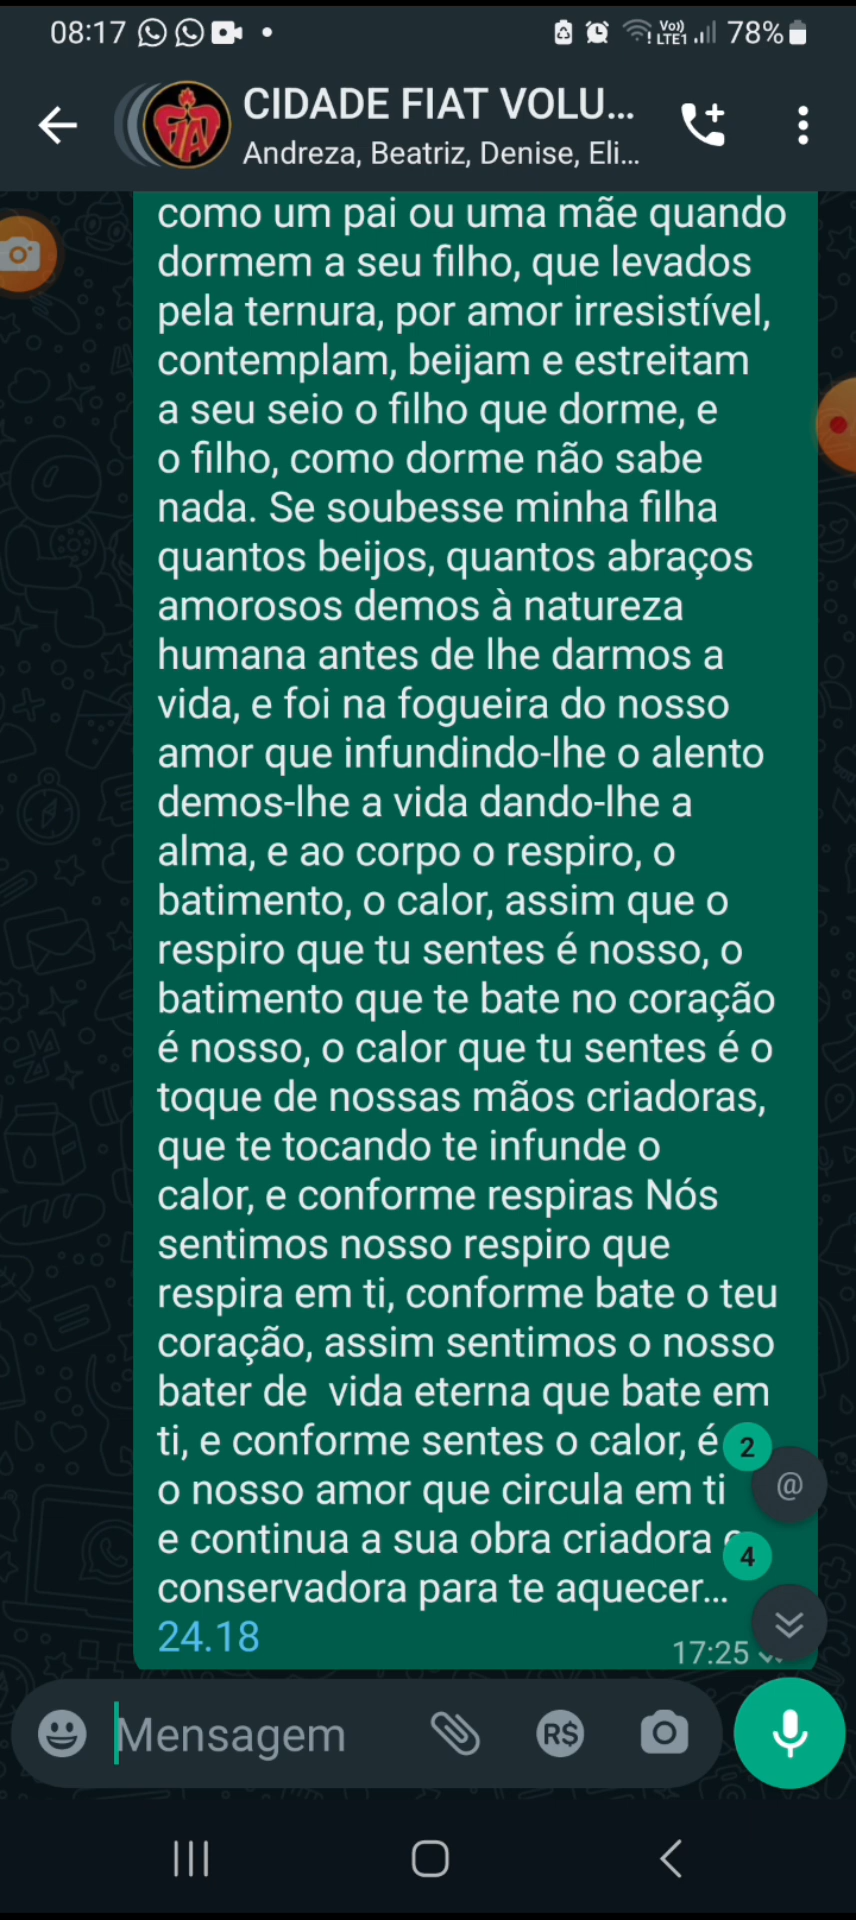 08:17
Vo))
LTE1
78%
FIAT
CIDADE FIAT VOLU...
Andreza, Beatriz, Denise, Eli...
como um pai ou uma mãe quando
dormem a seu filho, que levados
pela ternura, por amor irresistível,
contemplam, beijam e estreitam
a seu seio o filho que dorme, e
o filho, como dorme não sabe
nada. Se soubesse minha filha
quantos beijos, quantos abraços
amorosos demos à natureza
humana antes de lhe darmos a
vida, e foi na fogueira do nosso
amor que infundindo-lhe o alento
demos-lhe a vida dando-lhe a
alma, e ao corpo o respiro, o
batimento, o calor, assim que o
respiro que tu sentes é nosso, o
batimento que te bate no coração
é nosso, o calor que tu sentes é o
toque de nossas mãos criadoras,
que te tocando te infunde o
calor, e conforme respiras Nós
sentimos nosso respiro que
respira em ti, conforme bate o teu
coração, assim sentimos o nosso
bater de  vida eterna que bate em
ti, e conforme sentes o calor, é
2
@
o nosso amor que circula em ti
e continua a sua obra criadora
4
conservadora para te aquecer...
24.18
17:25
Mensagem
R$